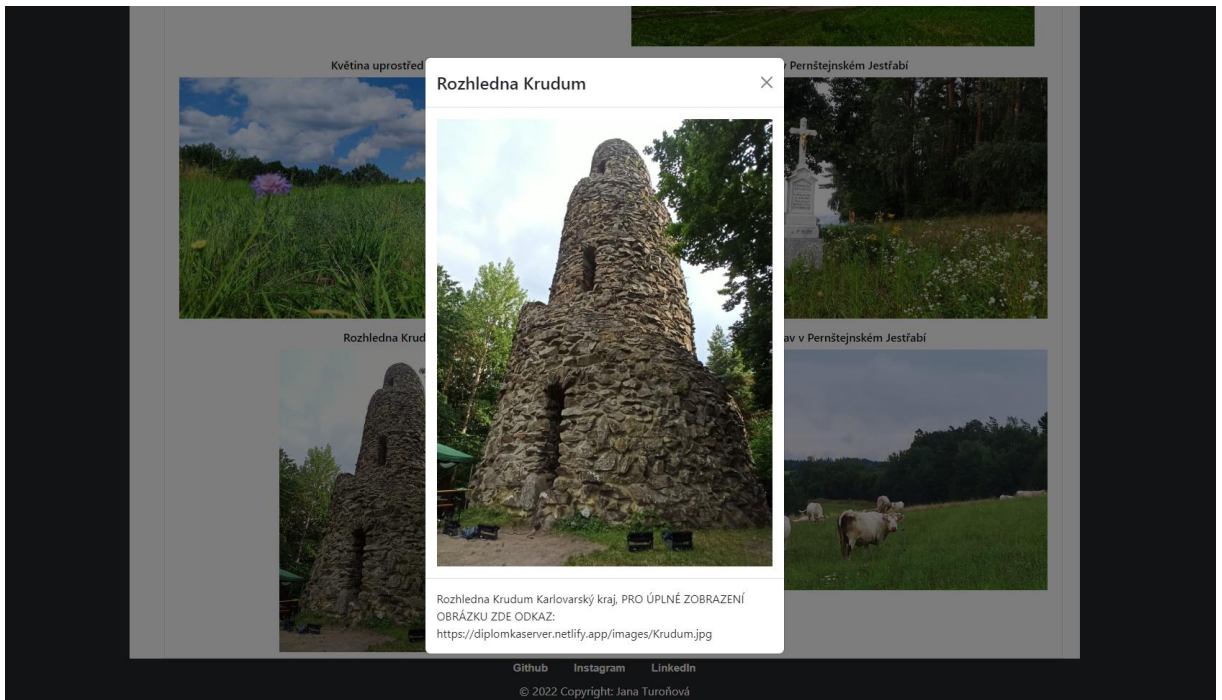 Květina uprostřed
v Pernštejnském Jestřabí
Rozhledna Krudum
Rozhledna Krud
av v Pernštejnském Jestřabí
Rozhledna Krudum Karlovarský kraj, PRO ÚPLNÉ ZOBRAZENÍ
OBRÁZKU ZDE ODKAZ:
https://diplomkaserver.netlify.app/images/Krudum.jpg
Github Instagram LinkedIn
© 2022 Copyright: Jana Turoňová